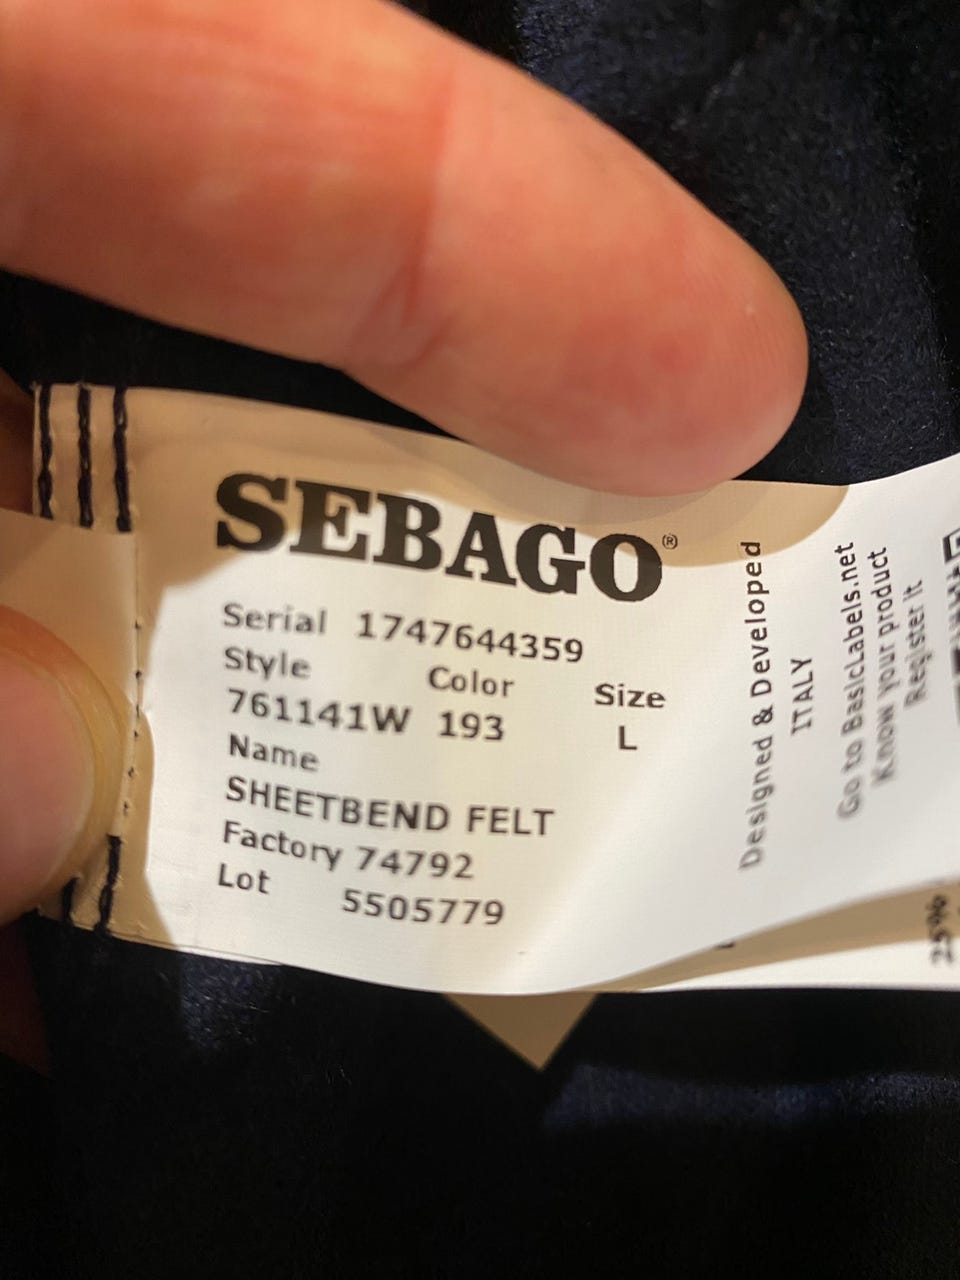 SEBAGO®
Serial 1747644359
Style Color Size
761141W 193 L
Name
SHEETBEND FELT
Factory 74792
Lot 5505779
Designed & Developed
ITALY
Go to BasicLabels.net
Know your product
Register it
25%